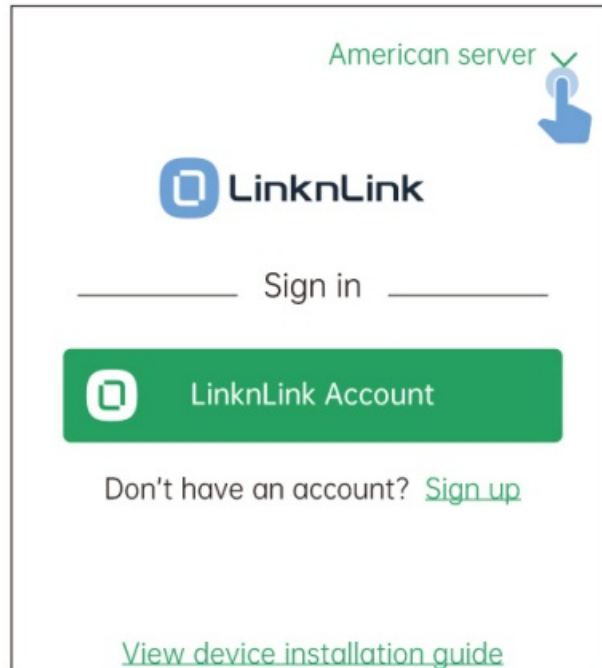 American server
LinknLink
Sign in
LinknLink Account
Don't have an account? Sign up
View device installation guide